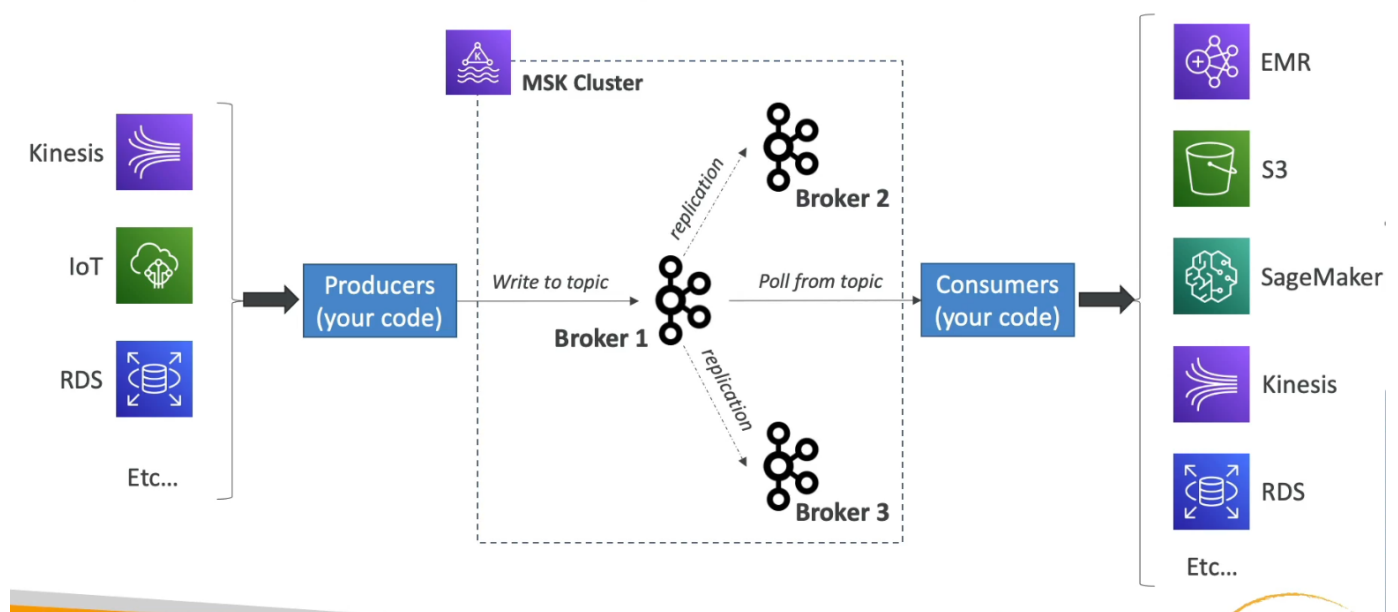 Kinesis
IoT
RDS
Etc...
Producers
(your code)
Write to topic
K
MSK Cluster
replication
Broker 2
Broker 1
replication
Broker 3
Poll from topic
Consumers
(your code)
EMR
S3
SageMaker
Kinesis
RDS
Etc...